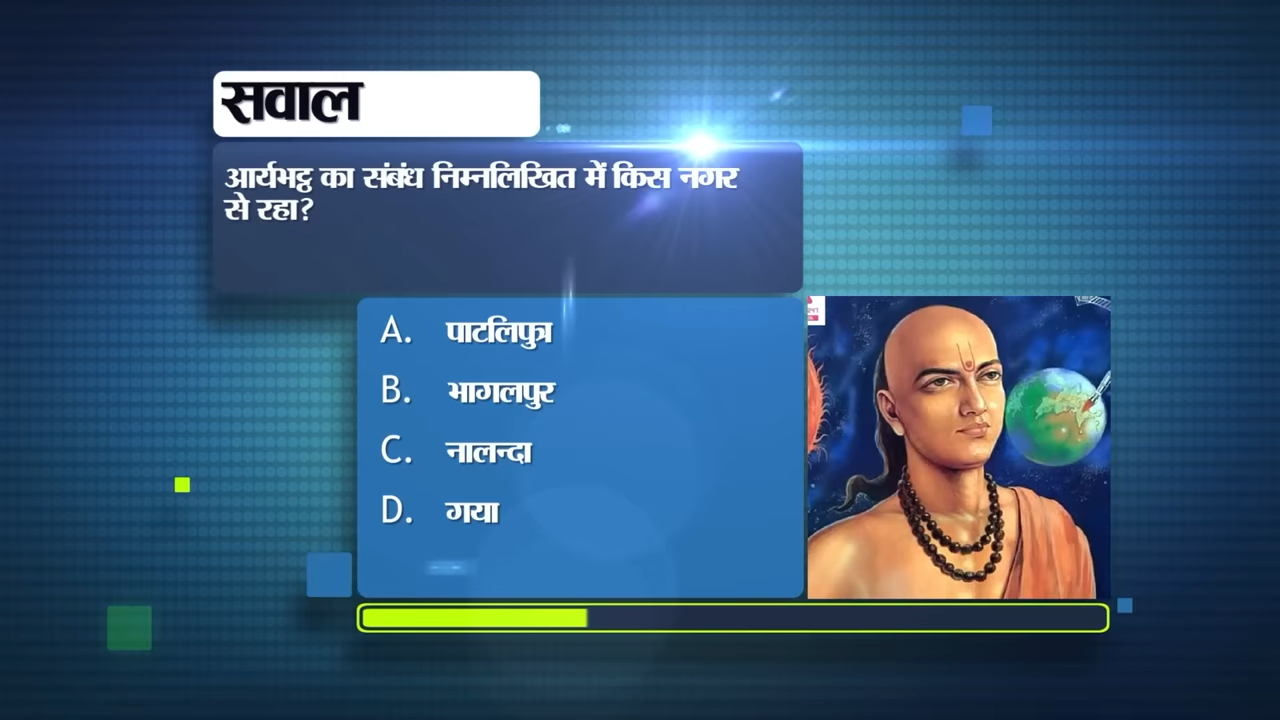 सवाल
आर्यभट्ट का संबंध निम्नलिखित में किस नगर
से रहा?
A. पाटलिपुत्र
B. भागलपुर
C. नालन्दा
D. गया